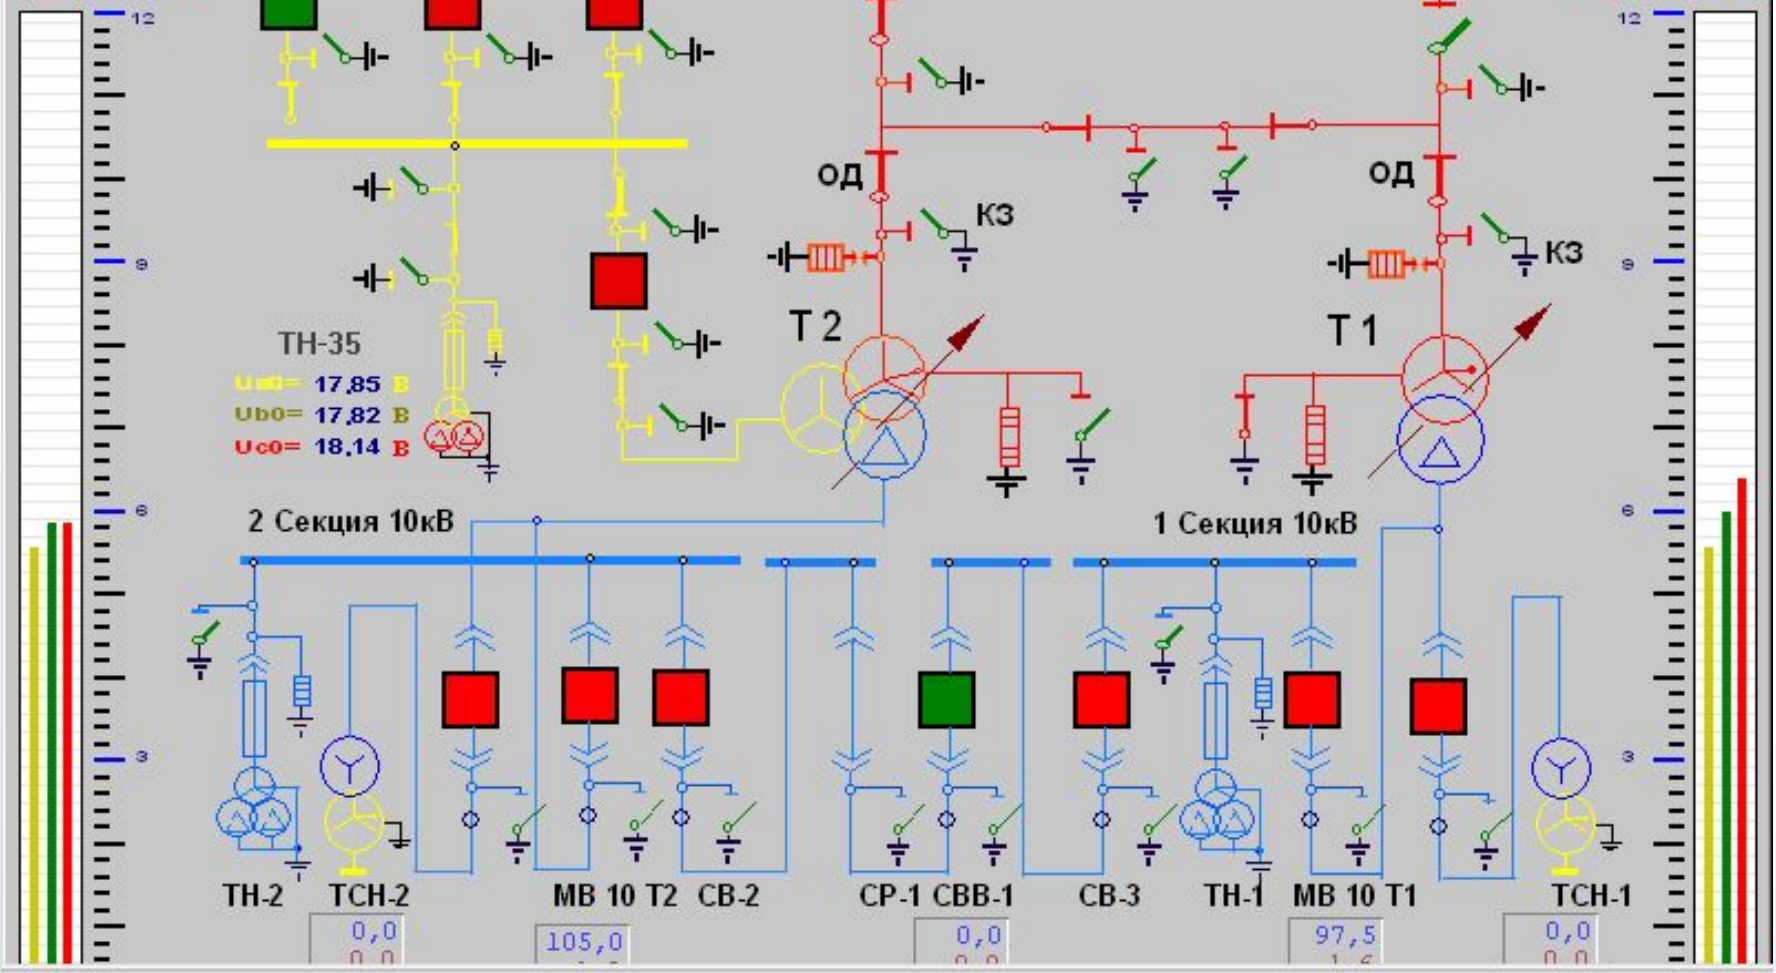 12
12
ОД
ОД
КЗ
КЗ
9
9
Т 2
Т 1
ТН-35
Ua0= 17,85 В
Ub0= 17,82 В
Uc0= 18,14 В
6
6
2 Секция 10кВ
1 Секция 10кВ
3
3
ТН-2 ТСН-2 МВ 10 Т2 СВ-2 СР-1 СВВ-1 СВ-3 ТН-1 МВ 10 Т1 ТСН-1
0,0 105,0 0,0 97,5 0,0